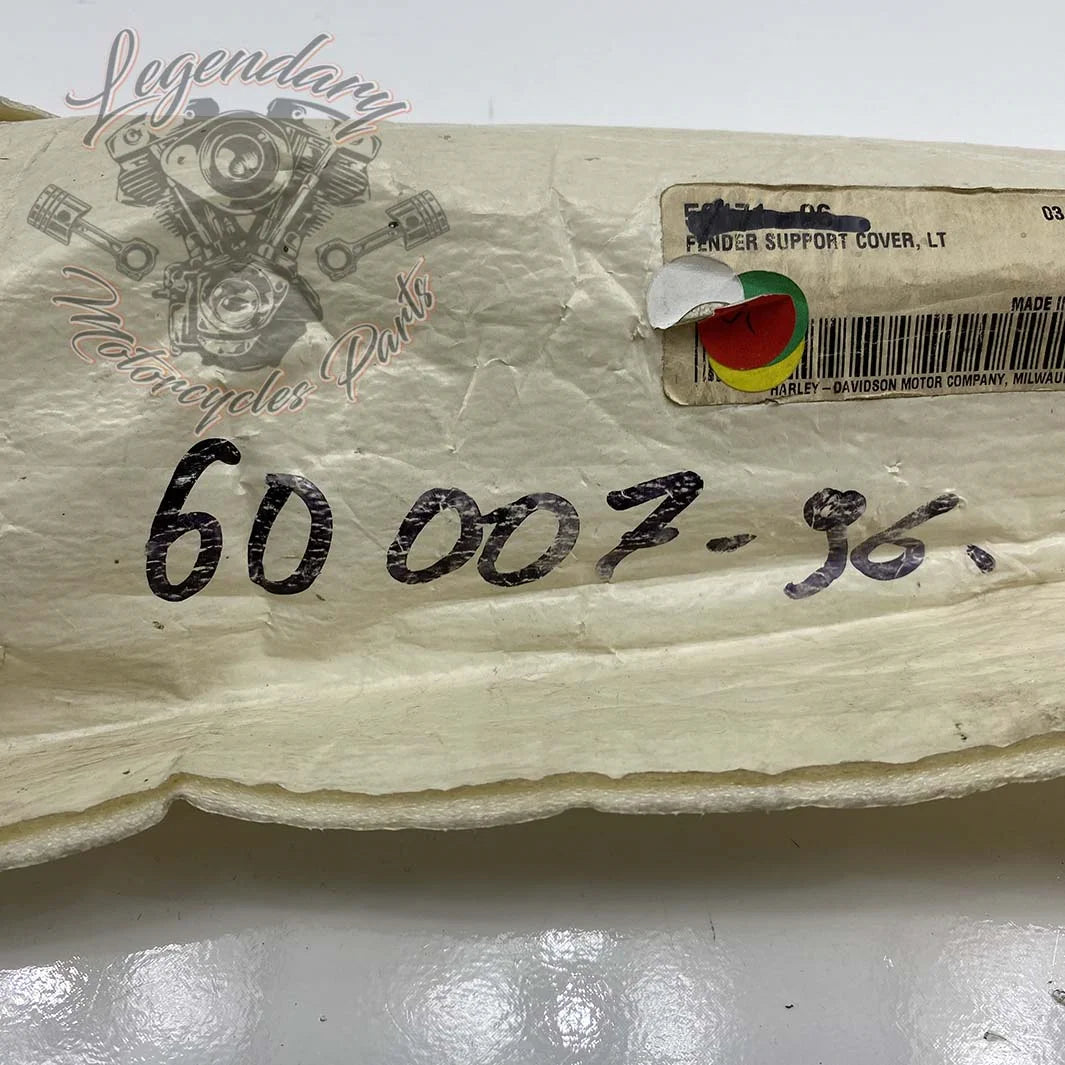 Legendary
Motorcycles Parts
03
FENDER SUPPORT COVER, LT
MADE IN
HARLEY-DAVIDSON MOTOR COMPANY, MILWAU
60 007-96.